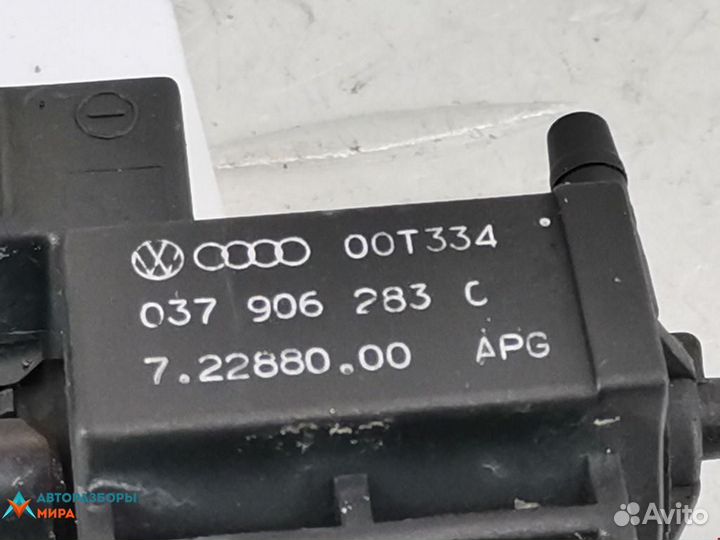 00T334
037 906 283 C
7.22880.00 APG
АВТОРАЗБОРЫ
МИРА
Avito